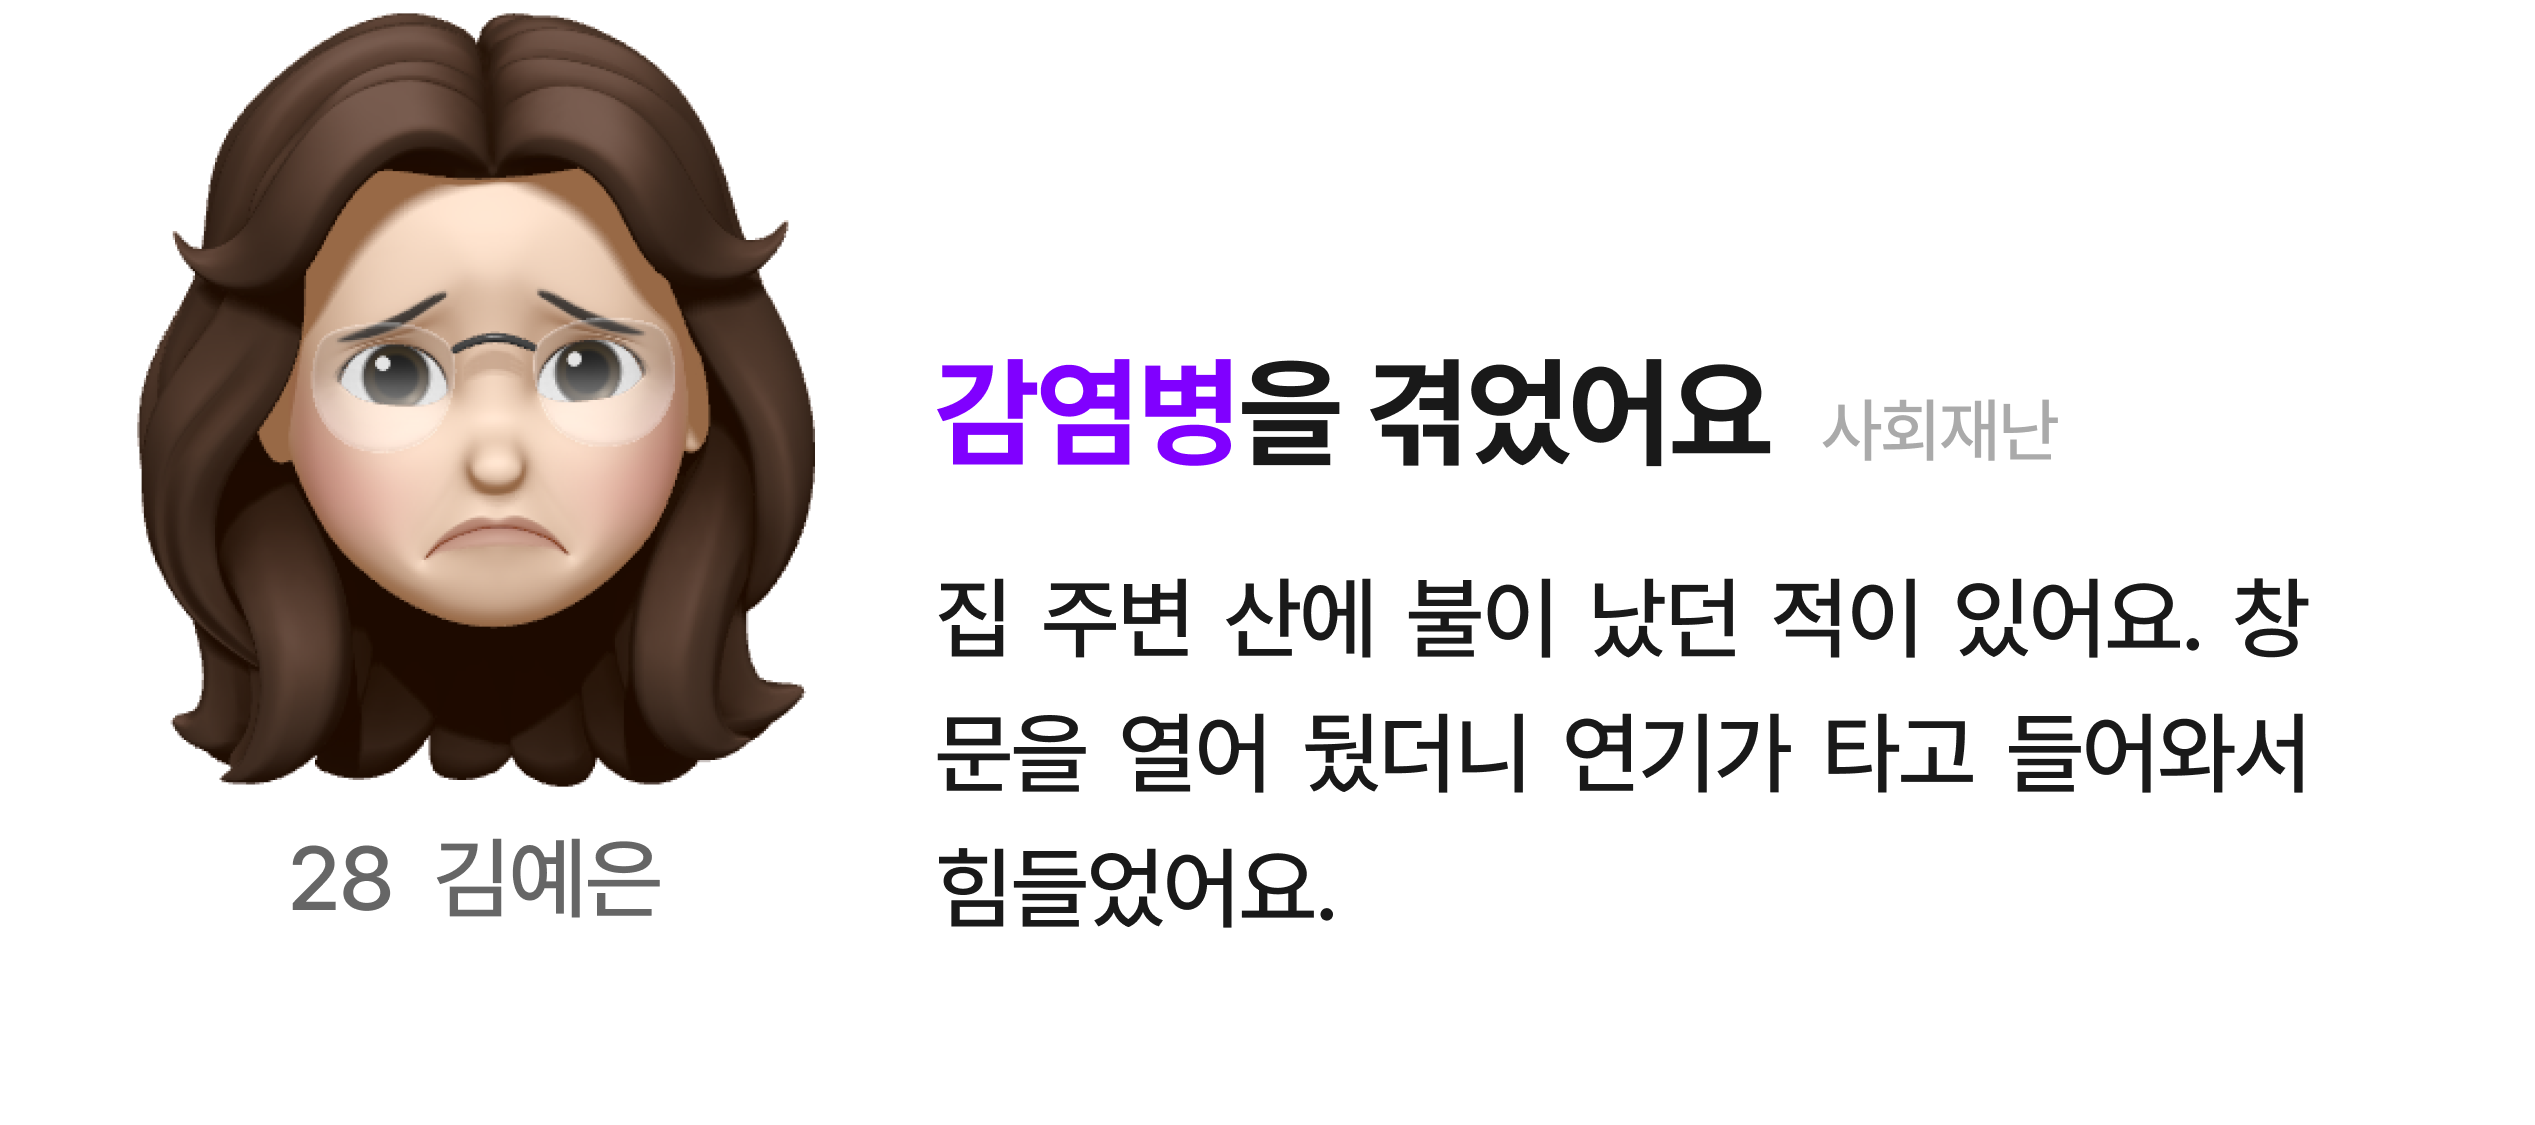 감염병을 겪었어요 사회재난
집 주변 산에 불이 났던 적이 있어요. 창
문을 열어 뒀더니 연기가 타고 들어와서
힘들었어요.
28 김예은